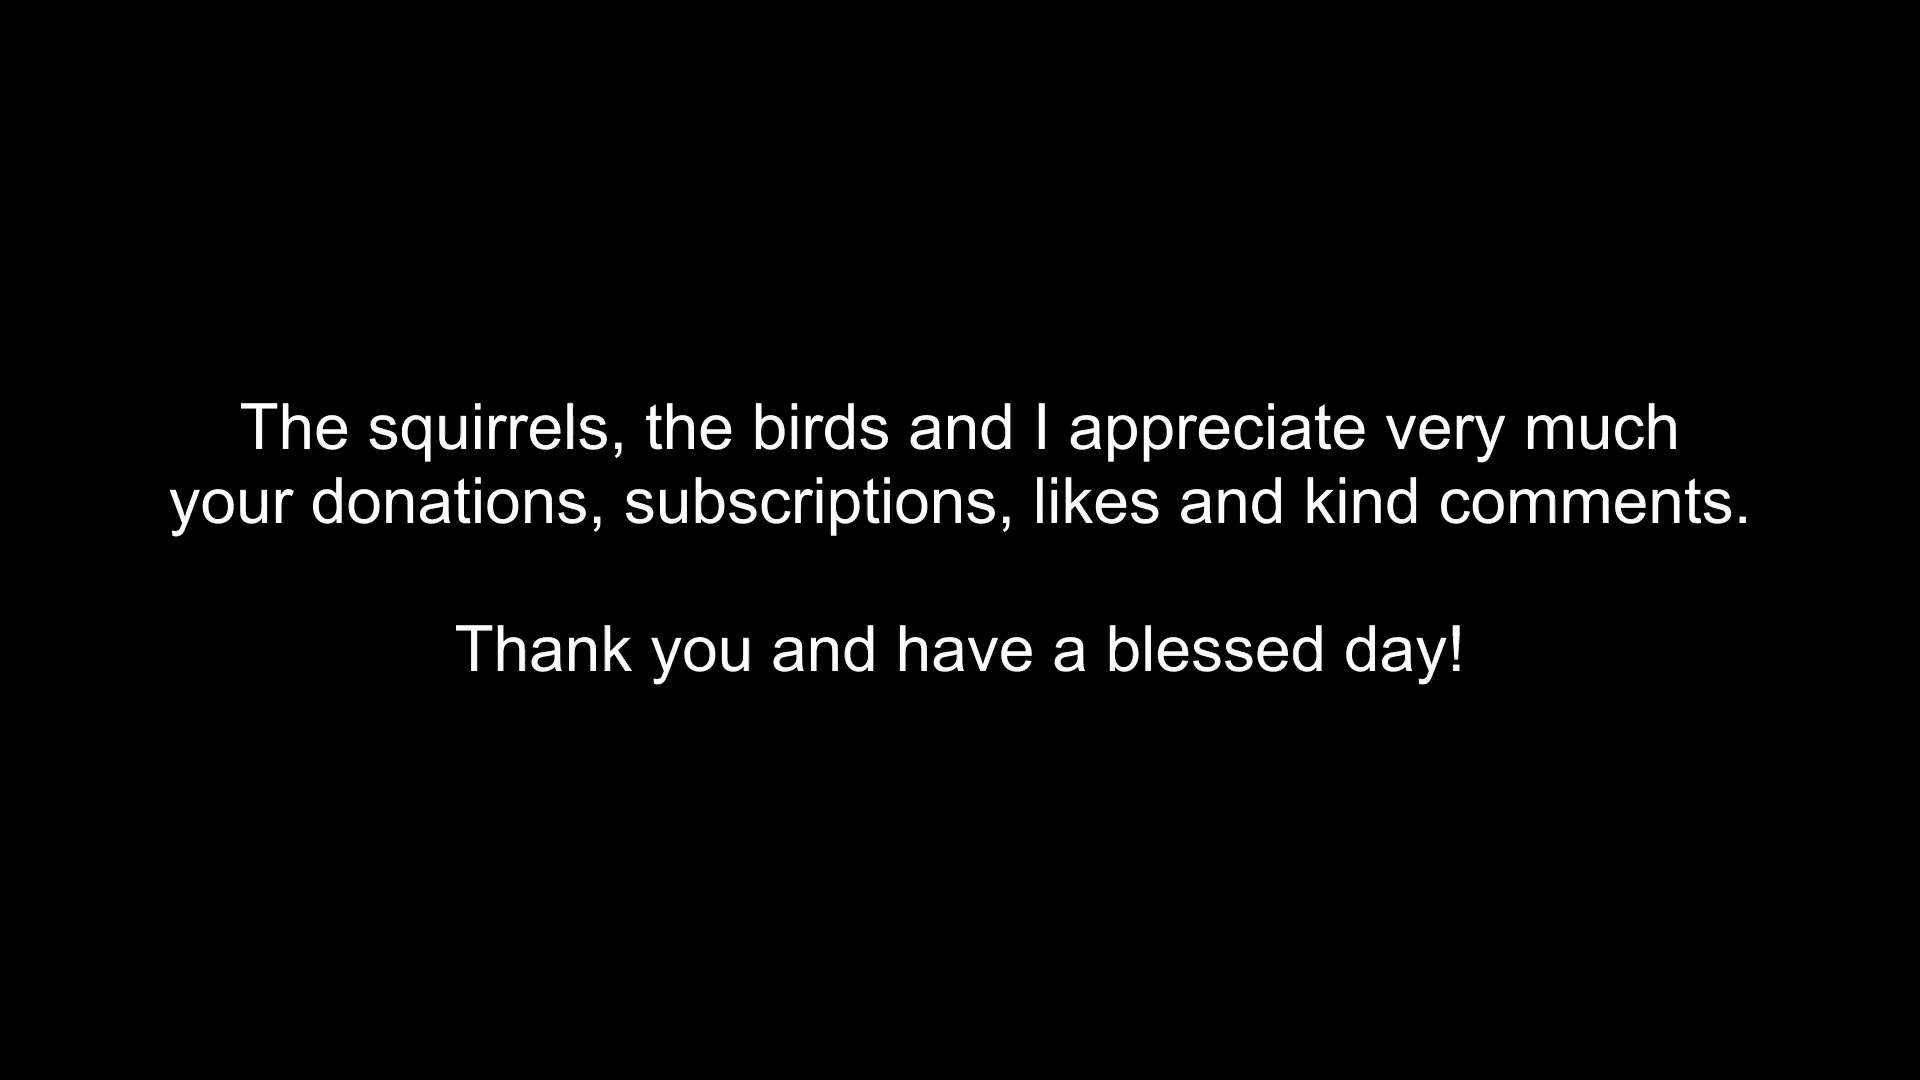 The squirrels, the birds and I appreciate very much
your donations, subscriptions, likes and kind comments.
Thank you and have a blessed day!